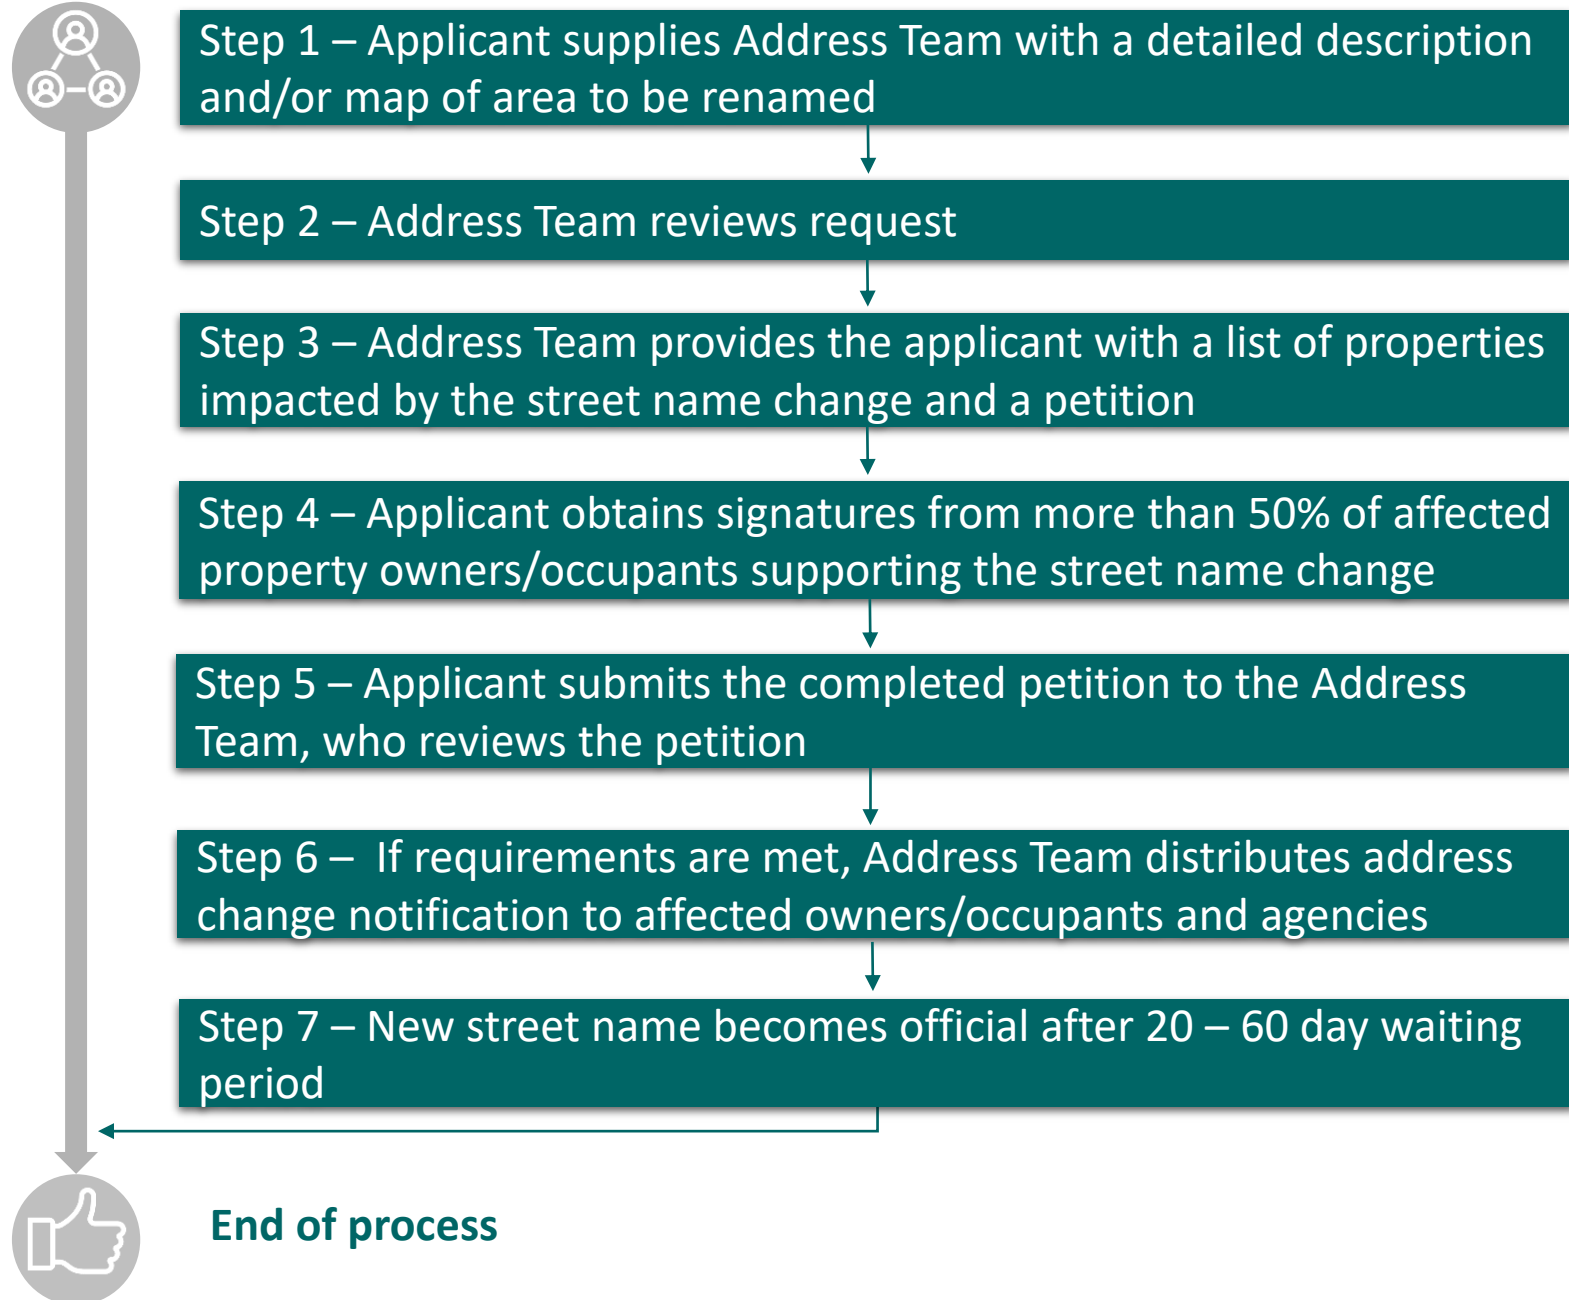 Step 1 – Applicant supplies Address Team with a detailed description
and/or map of area to be renamed
Step 2 – Address Team reviews request
Step 3 – Address Team provides the applicant with a list of properties
impacted by the street name change and a petition
Step 4 – Applicant obtains signatures from more than 50% of affected
property owners/occupants supporting the street name change
Step 5 – Applicant submits the completed petition to the Address
Team, who reviews the petition
Step 6 –  If requirements are met, Address Team distributes address
change notification to affected owners/occupants and agencies
Step 7 – New street name becomes official after 20 – 60 day waiting
period
End of process